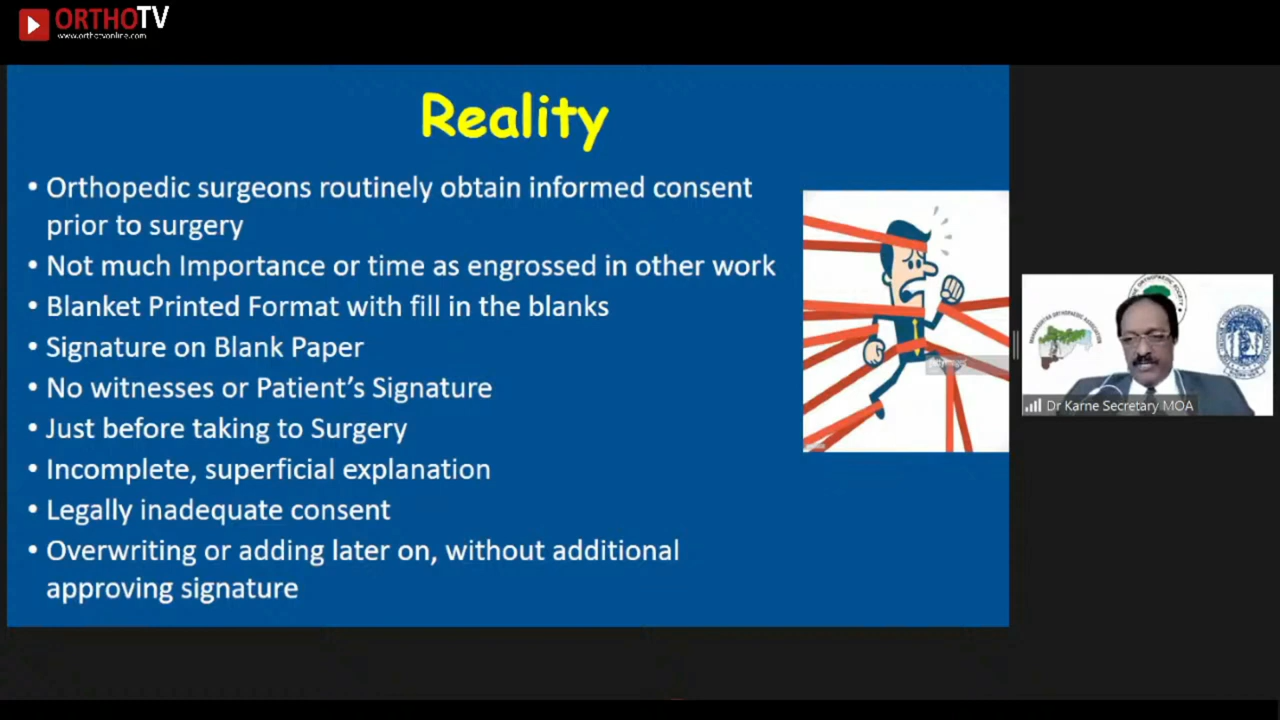 ORTHOTV
www.orthotvonline.com
Reality
• Orthopedic surgeons routinely obtain informed consent
prior to surgery
• Not much Importance or time as engrossed in other work
• Blanket Printed Format with fill in the blanks
• Signature on Blank Paper
• No witnesses or Patient's Signature
• Just before taking to Surgery
• Incomplete, superficial explanation
• Legally inadequate consent
• Overwriting or adding later on, without additional
approving signature
Dr Karne Secretary MOA